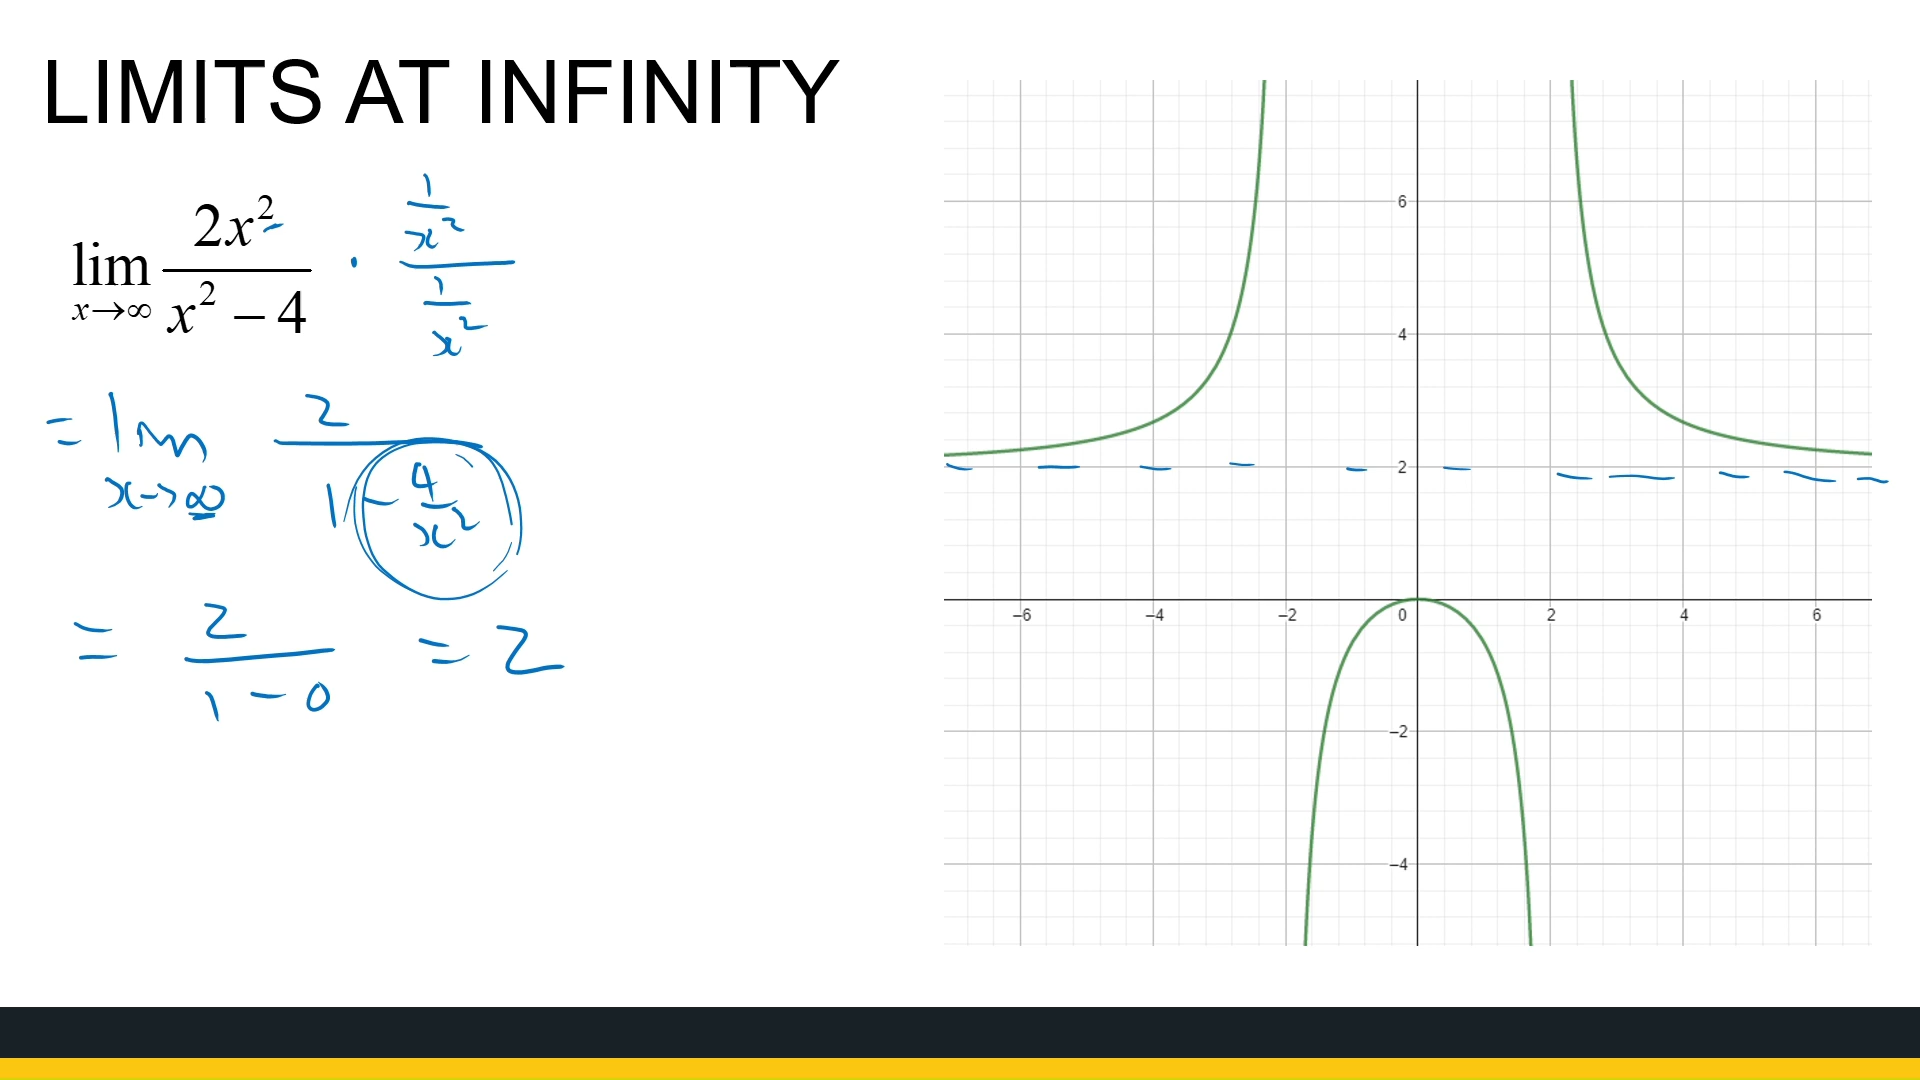 LIMITS AT INFINITY
lim x→∞ 2x² / x² − 4 · 1/x² / 1/x²
= lim x→∞ 2 / 1 − 4/x²
= 2 / 1 − 0 = 2
6
4
2
−6 −4 −2 0 2 4 6
−2
−4